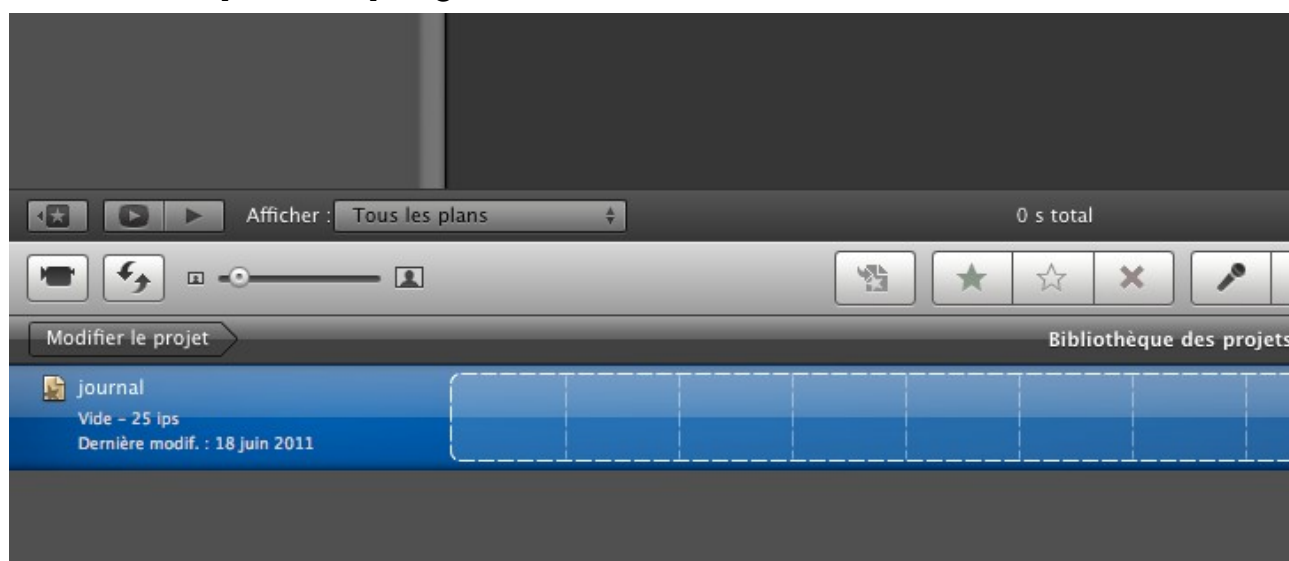 Afficher : Tous les plans 0 s total
Modifier le projet Bibliothèque des projets
journal
Vide – 25 ips
Dernière modif. : 18 juin 2011